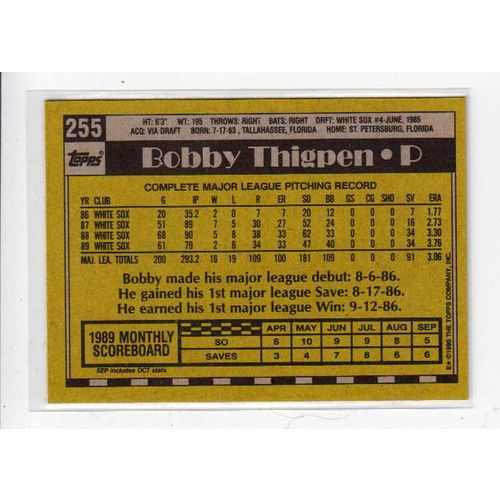 255
topps
HT: 6'3" WT: 195 THROWS: RIGHT BATS: RIGHT DRFT: WHITE SOX #4-JUNE, 1985
ACQ: VIA DRAFT BORN: 7-17-63, TALLAHASSEE, FLORIDA HOME: ST. PETERSBURG, FLORIDA
Bobby Thigpen • P
COMPLETE MAJOR LEAGUE PITCHING RECORD
YR CLUB G IP W L R ER SO BB GS CG SHO SV ERA
86 WHITE SOX 20 35.2 2 0 7 7 20 12 0 0 0 7 1.77
87 WHITE SOX 51 89 7 5 30 27 52 24 0 0 0 16 2.73
88 WHITE SOX 68 90 5 8 38 33 62 33 0 0 0 34 3.30
89 WHITE SOX 61 79 2 6 34 33 47 40 0 0 0 34 3.76
MAJ. LEA. TOTALS 200 293.2 16 19 109 100 181 109 0 0 0 91 3.06
Bobby made his major league debut: 8-6-86.
He gained his 1st major league Save: 8-17-86.
He earned his 1st major league Win: 9-12-86.
1989 MONTHLY SCOREBOARD
APR MAY JUN JUL AUG SEP
SO 6 10 9 9 8 5
SAVES 3 4 7 8 6 6
SEP includes OCT stats
E* © 1990 THE TOPPS COMPANY, INC.